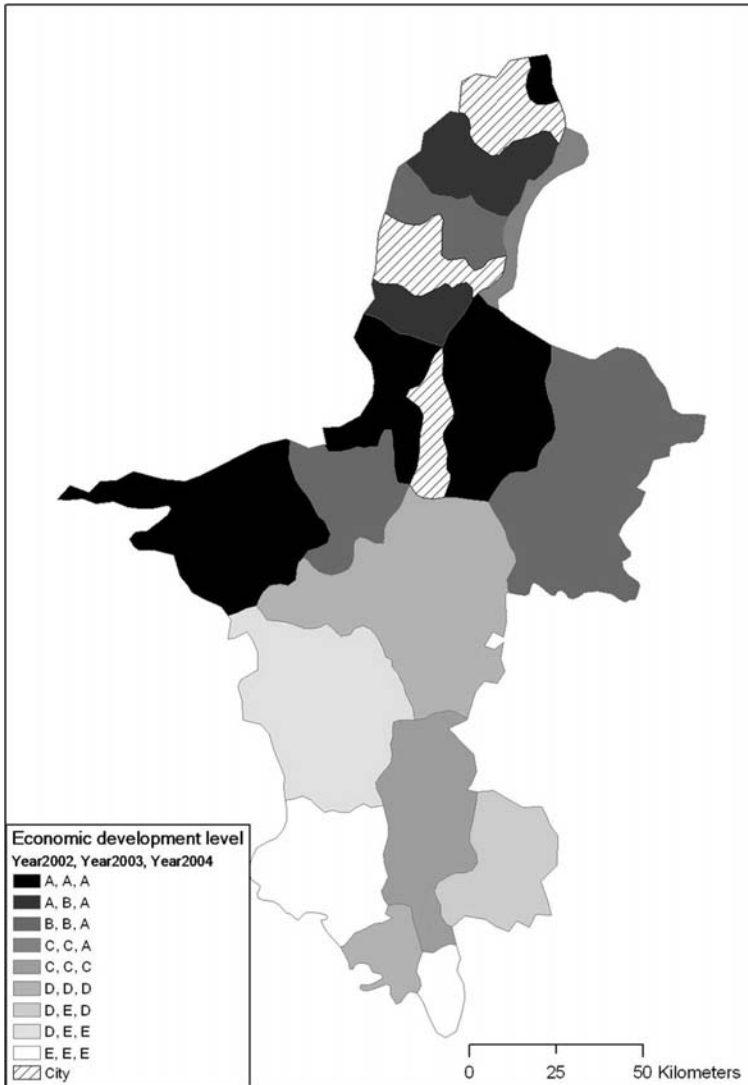 Economic development level
Year2002, Year2003, Year2004
A, A, A
A, B, A
B, B, A
C, C, A
C, C, C
D, D, D
D, E, D
D, E, E
E, E, E
City
0 25 50 Kilometers